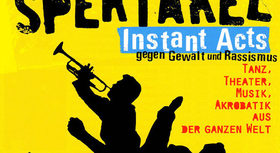 SPEKTAKEL
Instant Acts
gegen Gewalt und Rassismus
TANZ,
THEATER,
MUSIK,
AKROBATIK
AUS
DER GANZEN WELT